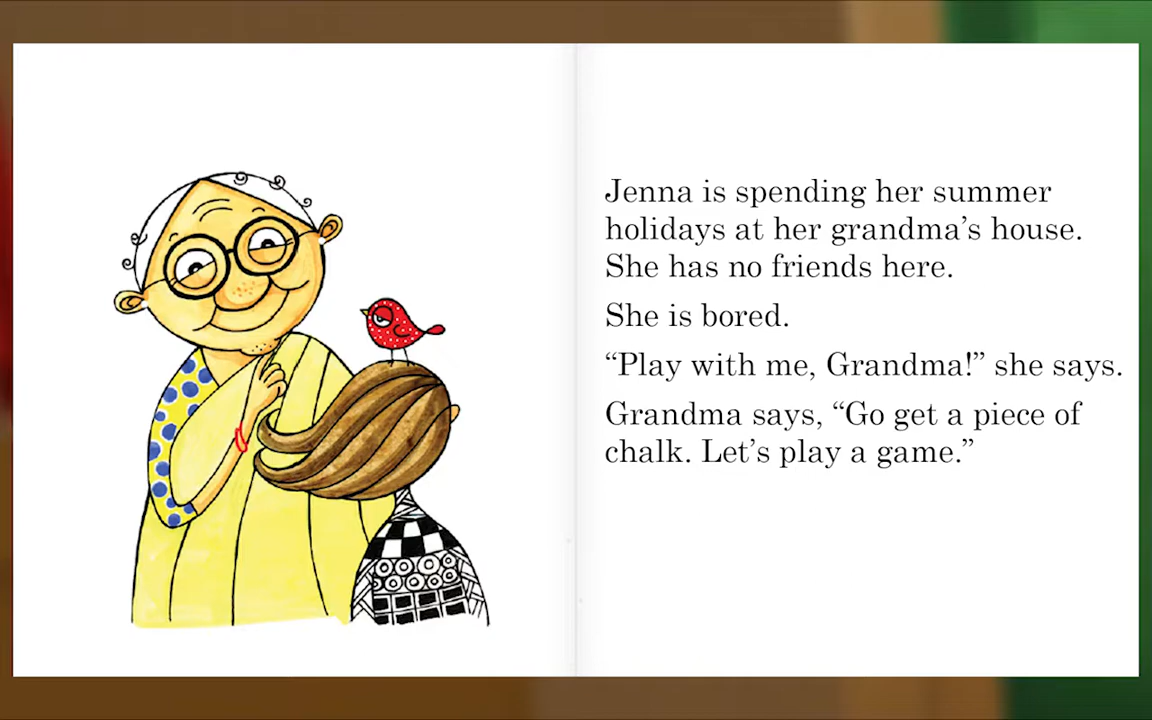 Jenna is spending her summer
holidays at her grandma’s house.
She has no friends here.
She is bored.
“Play with me, Grandma!” she says.
Grandma says, “Go get a piece of
chalk. Let’s play a game.”